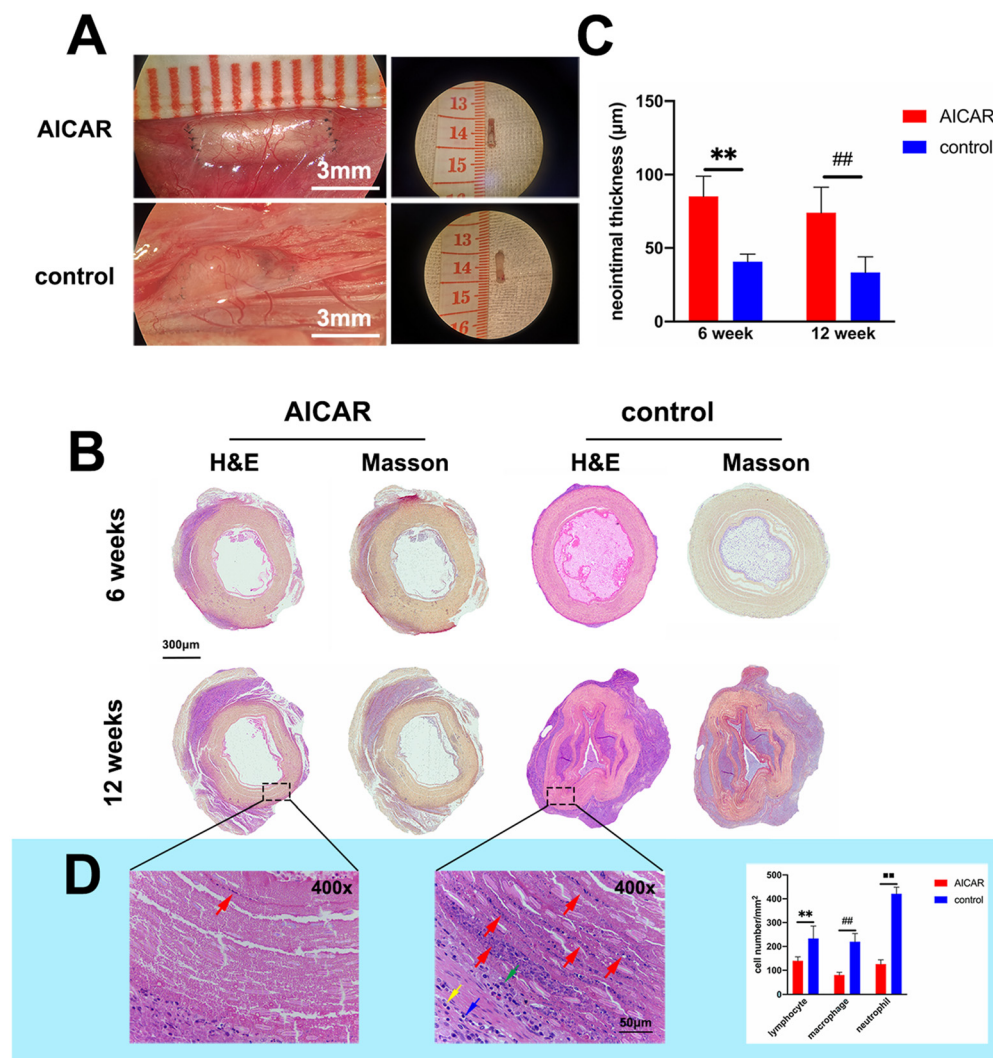 A
AICAR
3mm
13
14
15
control
3mm
13
14
15
16
C
neointimal thickness (μm)
150
100
50
0
** ##
6 week 12 week
AICAR
control
B
AICAR control
H&E Masson H&E Masson
6 weeks
300μm
12 weeks
D
400x
400x
50μm
cell number/mm²
500
400
300
200
100
0
** ## ▪▪
lymphocyte
macrophage
neutrophil
AICAR
control